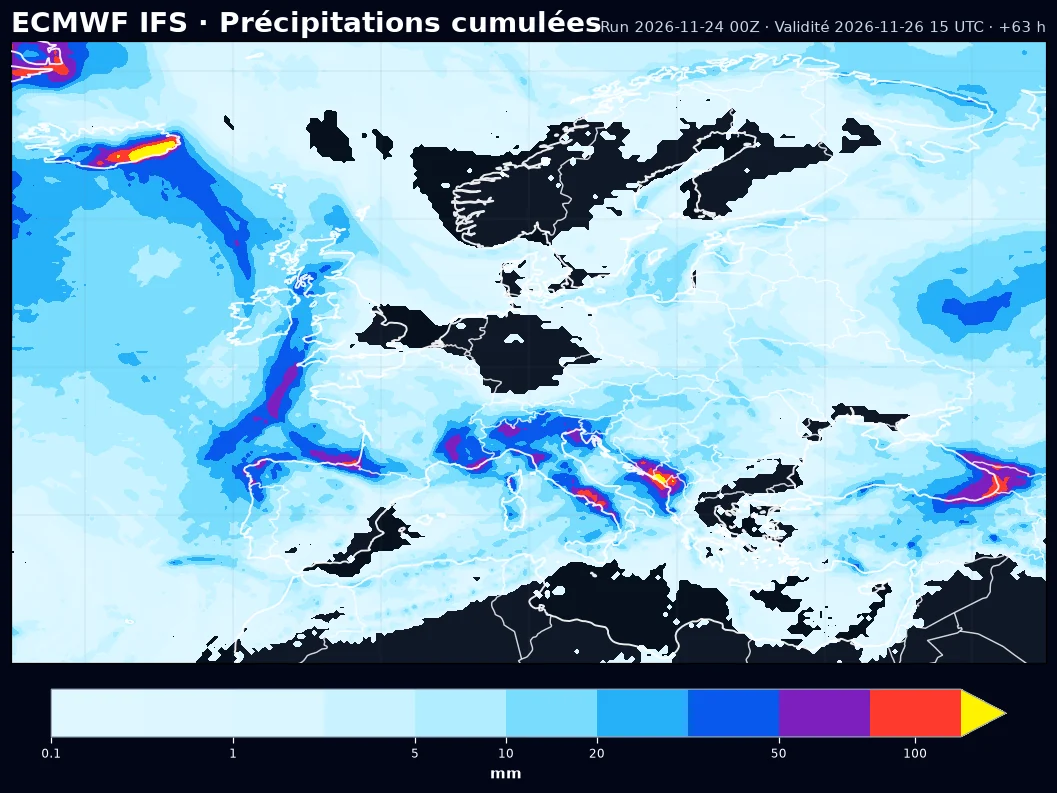 ECMWF IFS · Précipitations cumulées
Run 2026-11-24 00Z · Validité 2026-11-26 15 UTC · +63 h
0.1 1 5 10 20 50 100
mm